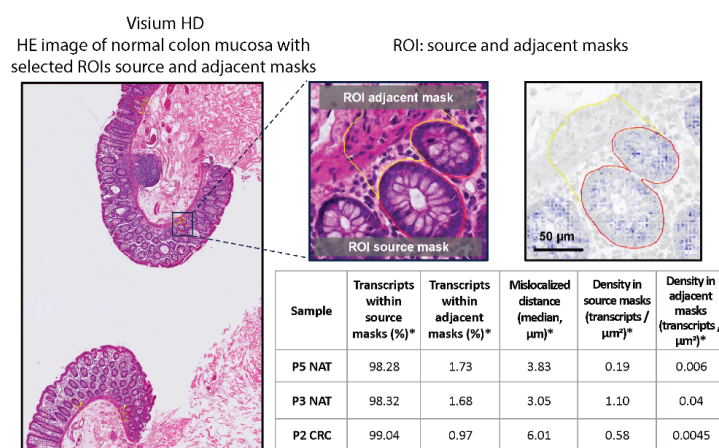 Visium HD
HE image of normal colon mucosa with
selected ROIs source and adjacent masks
ROI: source and adjacent masks
ROI adjacent mask
ROI source mask
50 µm
Sample
Transcripts within source masks (%)*
Transcripts within adjacent masks (%)*
Mislocalized distance (median, µm)*
Density in source masks (transcripts / µm²)*
Density in adjacent masks (transcripts / µm²)*
P5 NAT 98.28 1.73 3.83 0.19 0.006
P3 NAT 98.32 1.68 3.05 1.10 0.04
P2 CRC 99.04 0.97 6.01 0.58 0.0045